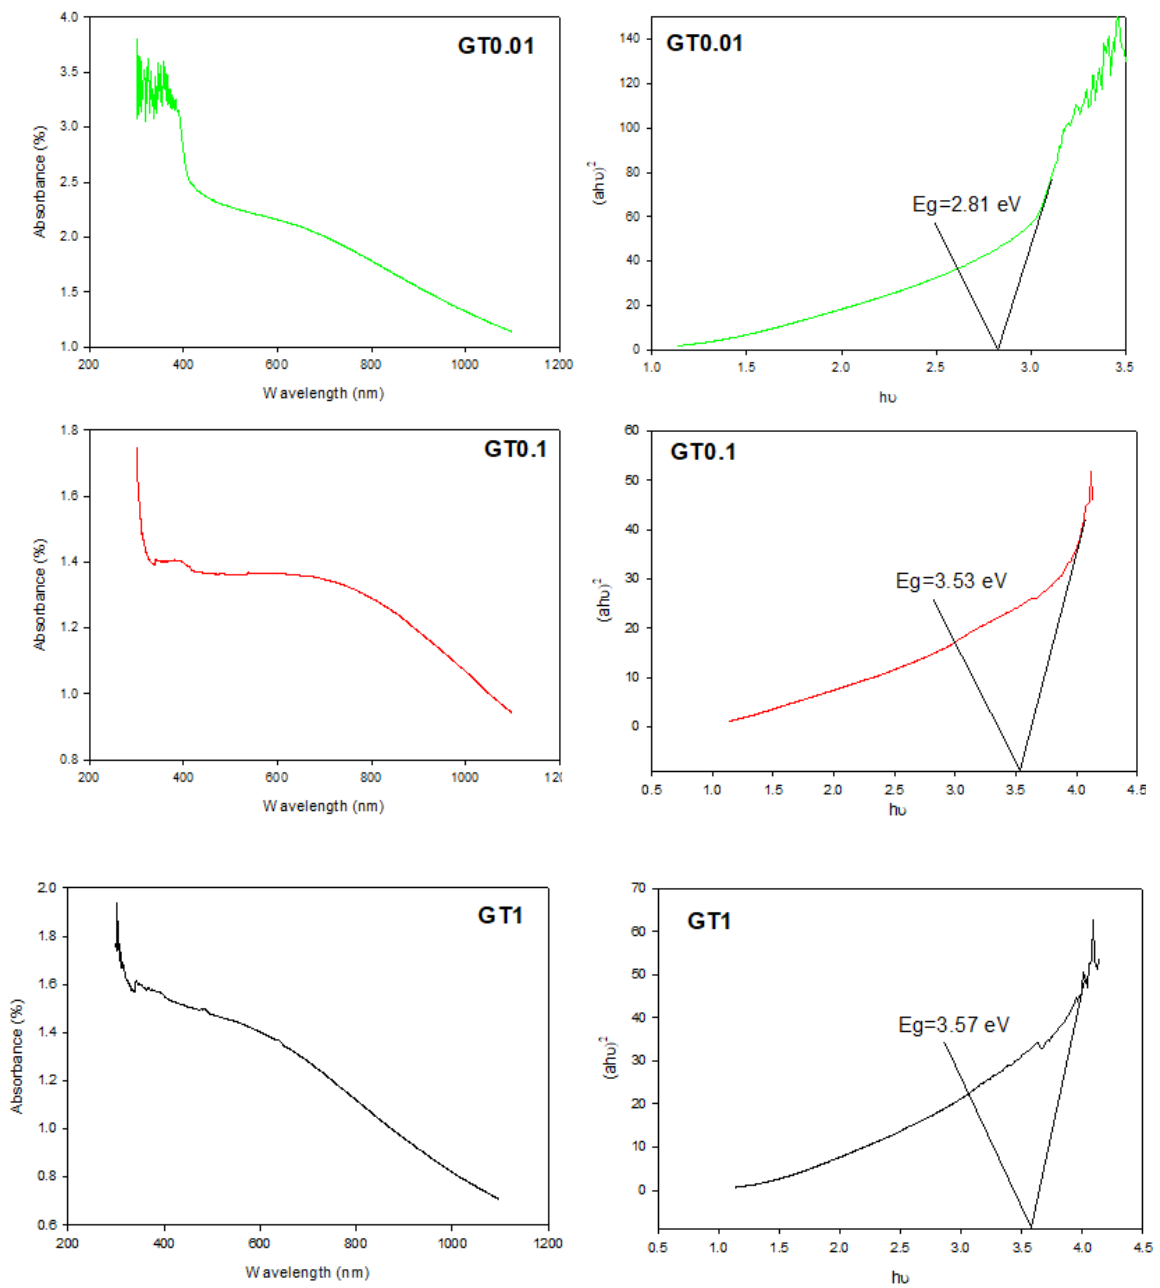 GT0.01
Absorbance (%)
4.0
3.5
3.0
2.5
2.0
1.5
1.0
200 400 600 800 1000 1200
Wavelength (nm)
GT0.01
(ahυ)²
140
120
100
80
60
40
20
0
Eg=2.81 eV
1.0 1.5 2.0 2.5 3.0 3.5
hυ
GT0.1
Absorbance (%)
1.8
1.6
1.4
1.2
1.0
0.8
200 400 600 800 1000 120
Wavelength (nm)
GT0.1
(ahυ)²
60
50
40
30
20
10
0
Eg=3.53 eV
0.5 1.0 1.5 2.0 2.5 3.0 3.5 4.0 4.5
hυ
GT1
Absorbance (%)
2.0
1.8
1.6
1.4
1.2
1.0
0.8
0.6
200 400 600 800 1000 1200
Wavelength (nm)
GT1
(ahυ)²
70
60
50
40
30
20
10
0
Eg=3.57 eV
0.5 1.0 1.5 2.0 2.5 3.0 3.5 4.0 4.5
hυ